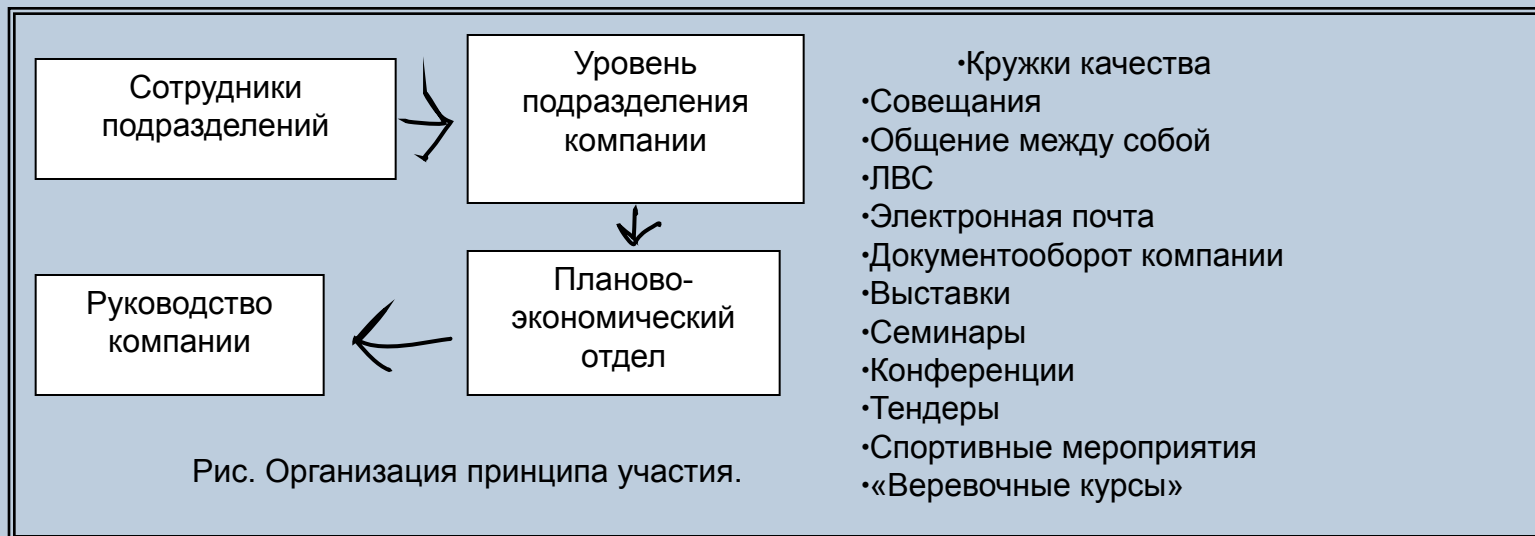 Сотрудники
подразделений
Уровень
подразделения
компании
Руководство
компании
Планово-
экономический
отдел
Рис. Организация принципа участия.
•Кружки качества
•Совещания
•Общение между собой
•ЛВС
•Электронная почта
•Документооборот компании
•Выставки
•Семинары
•Конференции
•Тендеры
•Спортивные мероприятия
•«Веревочные курсы»